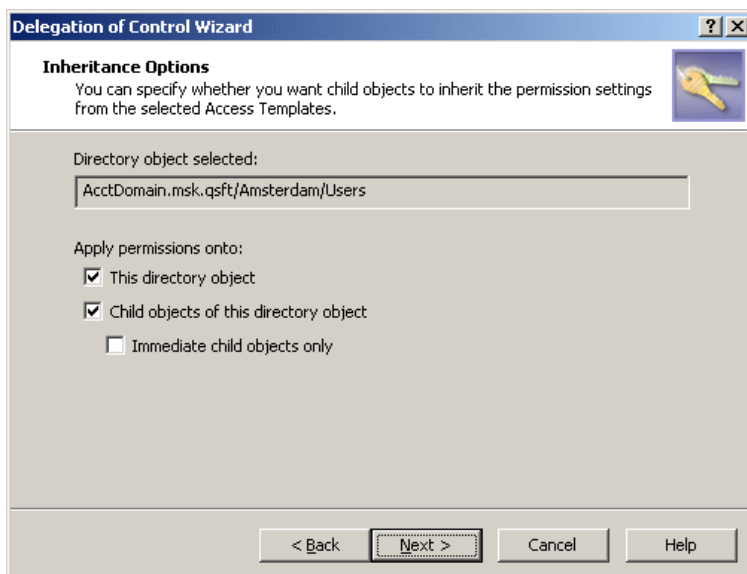 Delegation of Control Wizard
Inheritance Options
You can specify whether you want child objects to inherit the permission settings
from the selected Access Templates.
Directory object selected:
AcctDomain.msk.qsft/Amsterdam/Users
Apply permissions onto:
This directory object
Child objects of this directory object
Immediate child objects only
< Back Next > Cancel Help